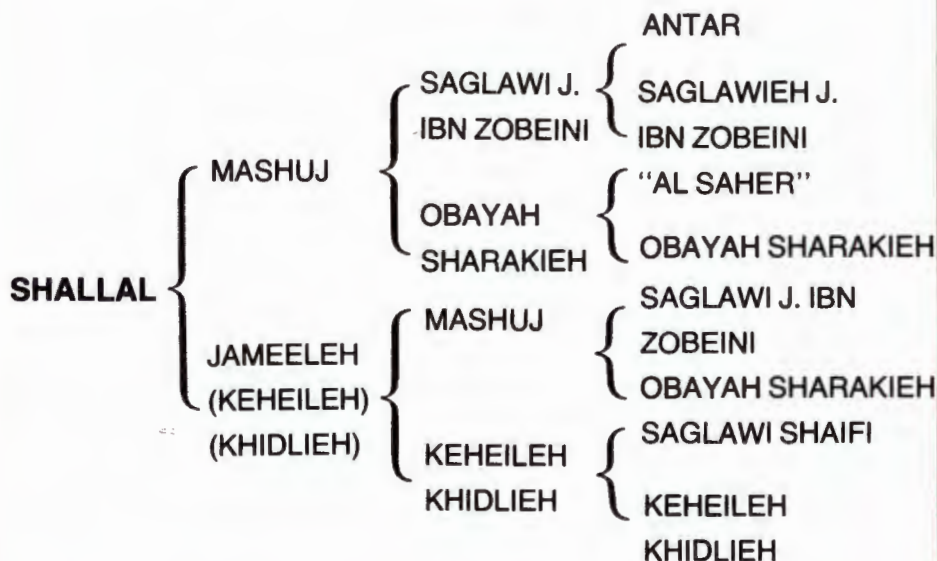 ANTAR
SAGLAWI J.
IBN ZOBEINI
SAGLAWIEH J.
IBN ZOBEINI
MASHUJ
"AL SAHER"
OBAYAH
SHARAKIEH
OBAYAH SHARAKIEH
SHALLAL
SAGLAWI J. IBN
ZOBEINI
MASHUJ
OBAYAH SHARAKIEH
JAMEELEH
(KEHEILEH)
(KHIDLIEH)
SAGLAWI SHAIFI
KEHEILEH
KHIDLIEH
KEHEILEH
KHIDLIEH